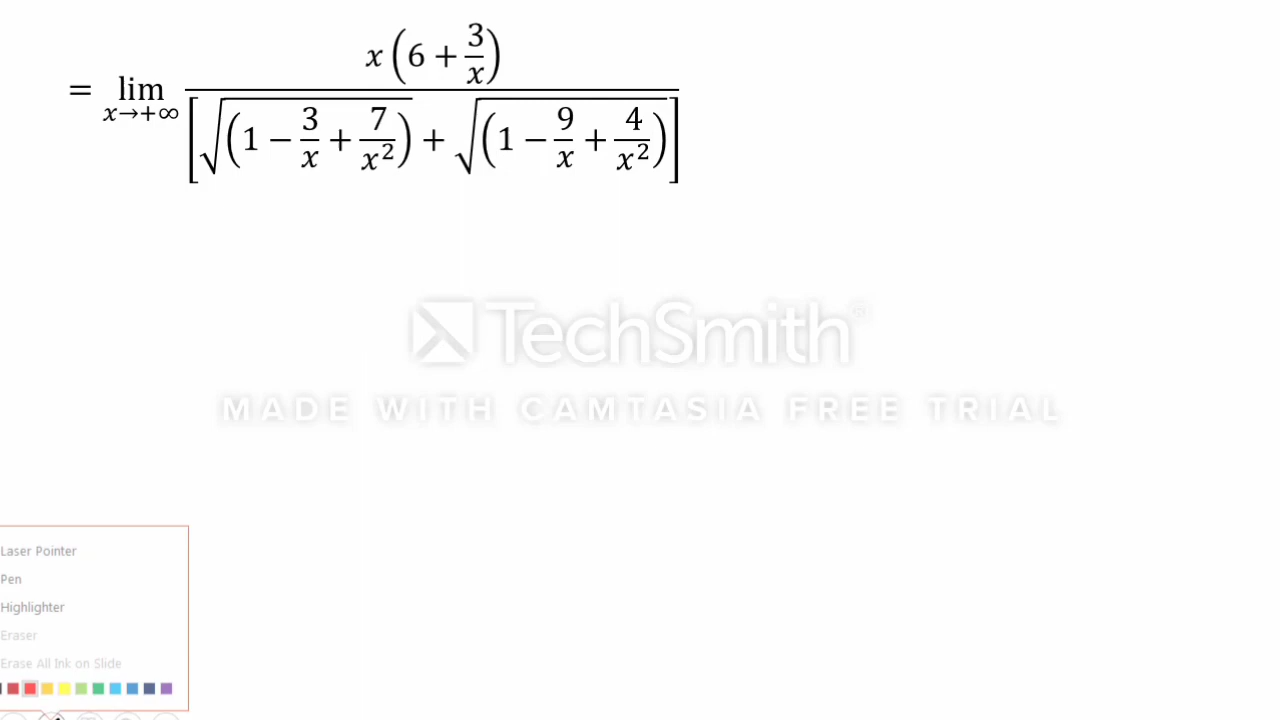 = lim x→+∞ x(6 + 3/x) / [√(1 − 3/x + 7/x²) + √(1 − 9/x + 4/x²)]
TechSmith®
MADE WITH CAMTASIA FREE TRIAL
Laser Pointer
Pen
Highlighter
Eraser
Erase All Ink on Slide